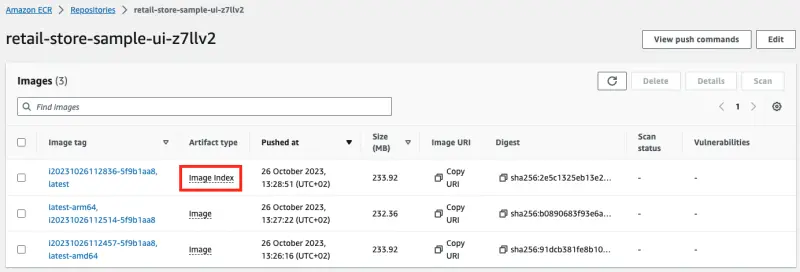 Amazon ECR > Repositories > retail-store-sample-ui-z7llv2
retail-store-sample-ui-z7llv2
View push commands
Edit
Images (3)
Delete
Details
Scan
Find images
1
Image tag
Artifact type
Pushed at
Size (MB)
Image URI
Digest
Scan status
Vulnerabilities
i20231026112836-5f9b1aa8,
latest
Image Index
26 October 2023,
13:28:51 (UTC+02)
233.92
Copy
URI
sha256:2e5c1325eb13e2...
-
-
latest-arm64,
i20231026112514-5f9b1aa8
Image
26 October 2023,
13:27:22 (UTC+02)
232.36
Copy
URI
sha256:b0890683f93e6a...
-
-
i20231026112457-5f9b1aa8,
latest-amd64
Image
26 October 2023,
13:26:16 (UTC+02)
233.92
Copy
URI
sha256:91dcb381fe8b10...
-
-